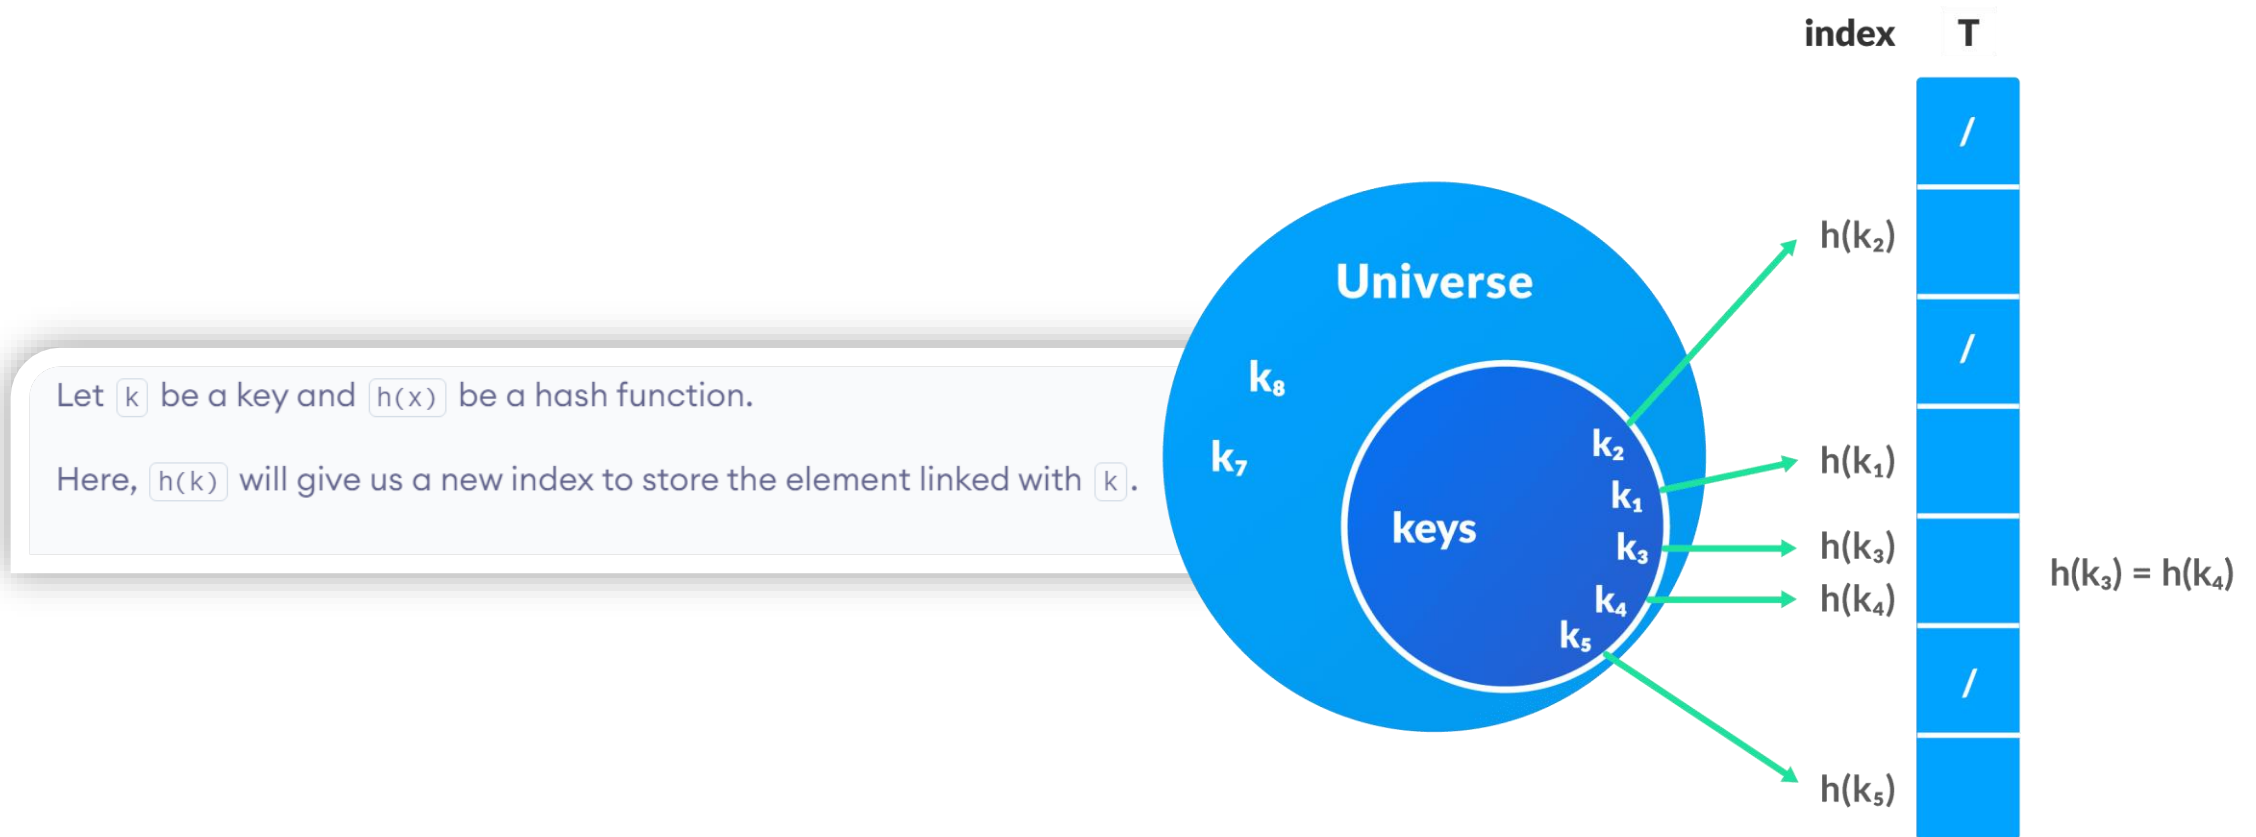 Let k be a key and h(x) be a hash function.
Here, h(k) will give us a new index to store the element linked with k.
Universe
k₈
k₇
keys
k₂
k₁
k₃
k₄
k₅
index T
/
h(k₂)
/
h(k₁)
h(k₃)
h(k₄)
h(k₃) = h(k₄)
/
h(k₅)